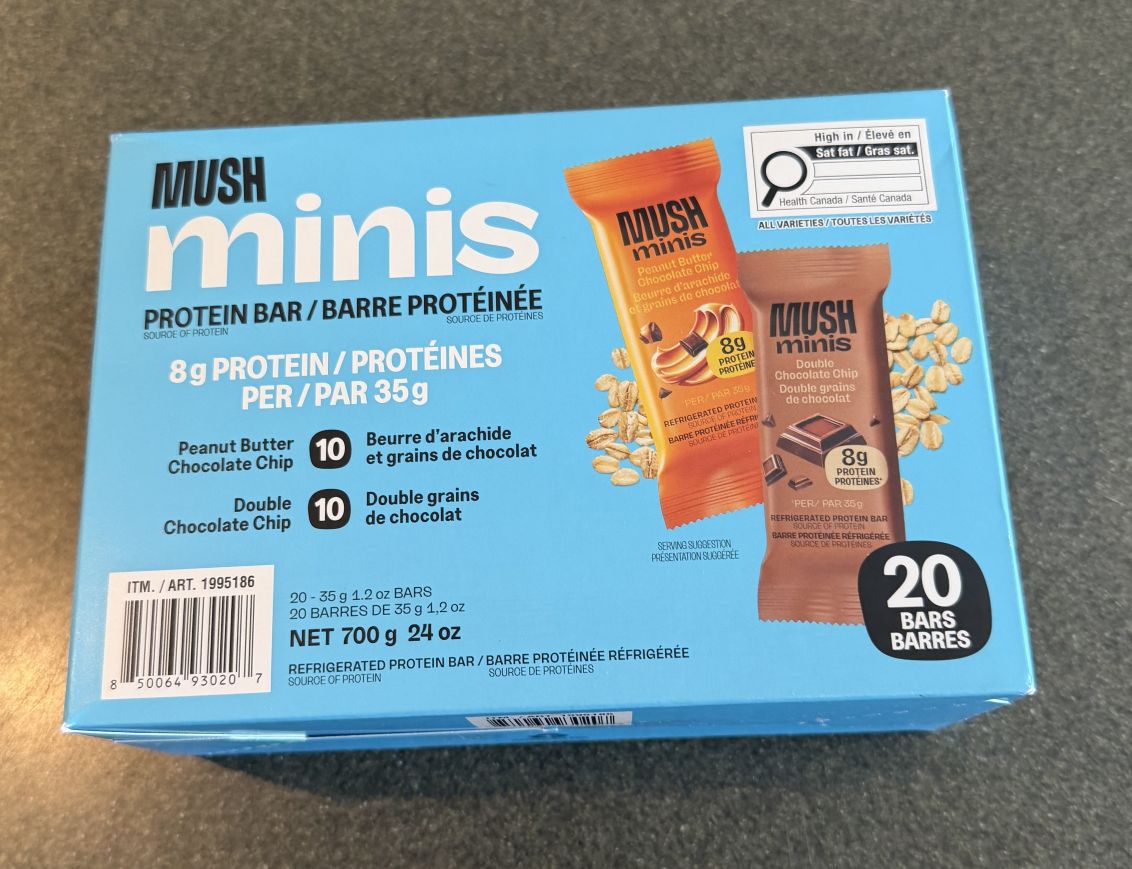 MUSH
minis
PROTEIN BAR / BARRE PROTÉINÉE
SOURCE OF PROTEIN
SOURCE DE PROTÉINES
8g PROTEIN / PROTÉINES
PER / PAR 35g
Peanut Butter
Chocolate Chip
10
Beurre d'arachide
et grains de chocolat
Double
Chocolate Chip
10
Double grains
de chocolat
ITM. / ART. 1995186
8 50064 93020 7
20 - 35 g 1.2 oz BARS
20 BARRES DE 35 g 1,2 oz
NET 700 g 24 oz
REFRIGERATED PROTEIN BAR / BARRE PROTÉINÉE RÉFRIGÉRÉE
SOURCE OF PROTEIN
SOURCE DE PROTÉINES
High in / Élevé en
Sat fat / Gras sat.
Health Canada / Santé Canada
ALL VARIETIES / TOUTES LES VARIÉTÉS
MUSH
minis
Peanut Butter
Chocolate Chip
Beurre d'arachide
et grains de chocolat
8g
PROTEIN
PROTÉINE
PER / PAR 35g
REFRIGERATED PROTEIN
SOURCE OF PROTEIN
BARRE PROTÉINÉE RÉFRI
SOURCE DE PROTÉIN
MUSH
minis
Double
Chocolate Chip
Double grains
de chocolat
8g
PROTEIN
PROTÉINES*
*PER / PAR 35g
REFRIGERATED PROTEIN BAR
SOURCE OF PROTEIN
BARRE PROTÉINÉE RÉFRIGÉRÉE
SOURCE DE PROTÉINES
SERVING SUGGESTION
PRÉSENTATION SUGGÉRÉE
20
BARS
BARRES